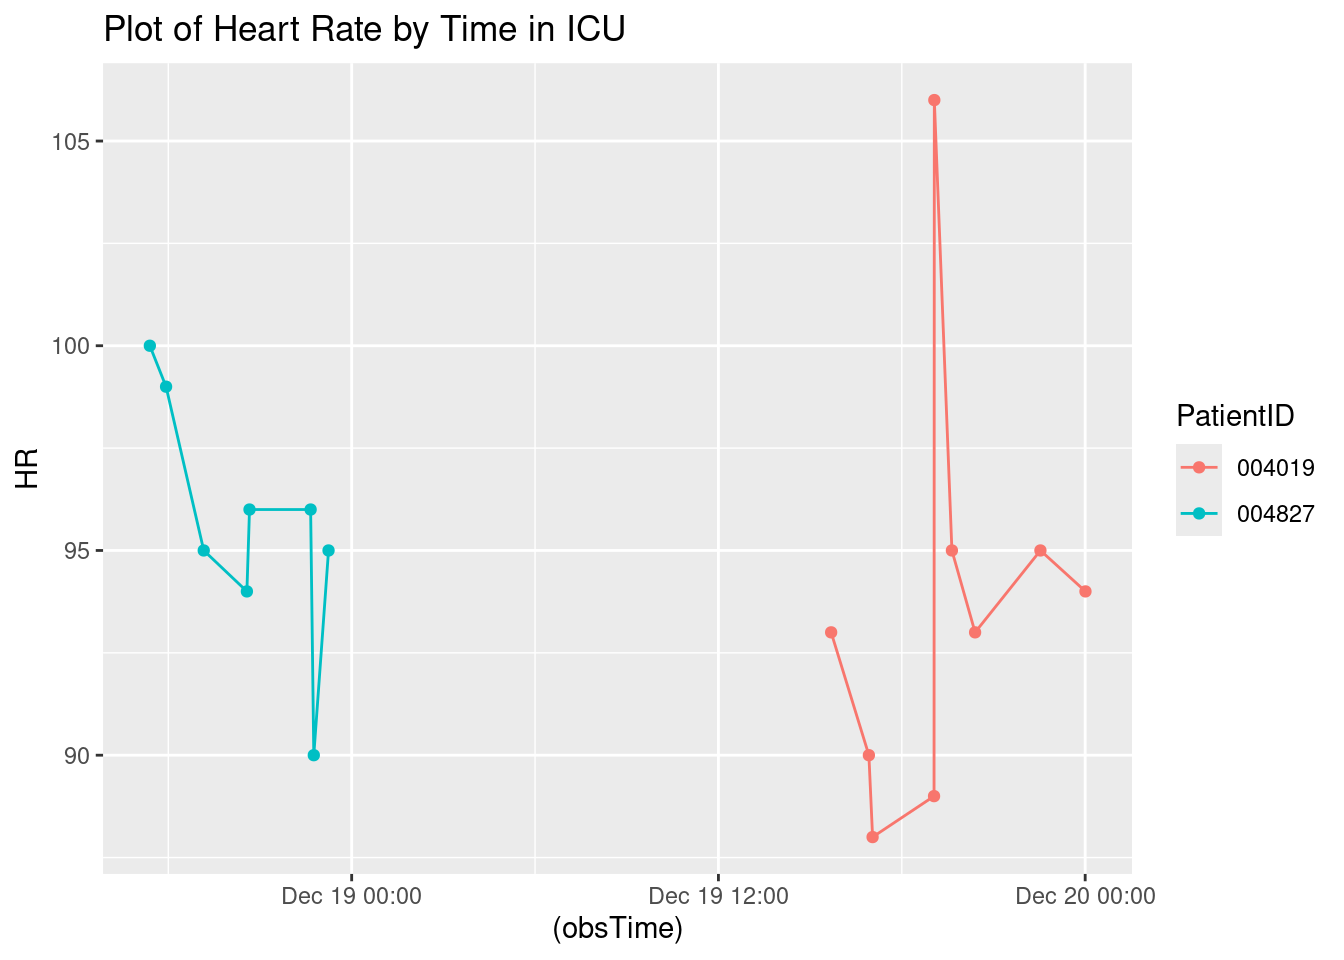 Plot of Heart Rate by Time in ICU
105
100
95
90
HR
Dec 19 00:00
Dec 19 12:00
Dec 20 00:00
(obsTime)
PatientID
004019
004827